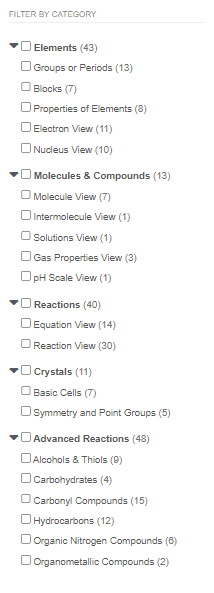 FILTER BY CATEGORY
Elements (43)
Groups or Periods (13)
Blocks (7)
Properties of Elements (8)
Electron View (11)
Nucleus View (10)
Molecules & Compounds (13)
Molecule View (7)
Intermolecule View (1)
Solutions View (1)
Gas Properties View (3)
pH Scale View (1)
Reactions (40)
Equation View (14)
Reaction View (30)
Crystals (11)
Basic Cells (7)
Symmetry and Point Groups (5)
Advanced Reactions (48)
Alcohols & Thiols (9)
Carbohydrates (4)
Carbonyl Compounds (15)
Hydrocarbons (12)
Organic Nitrogen Compounds (6)
Organometallic Compounds (2)